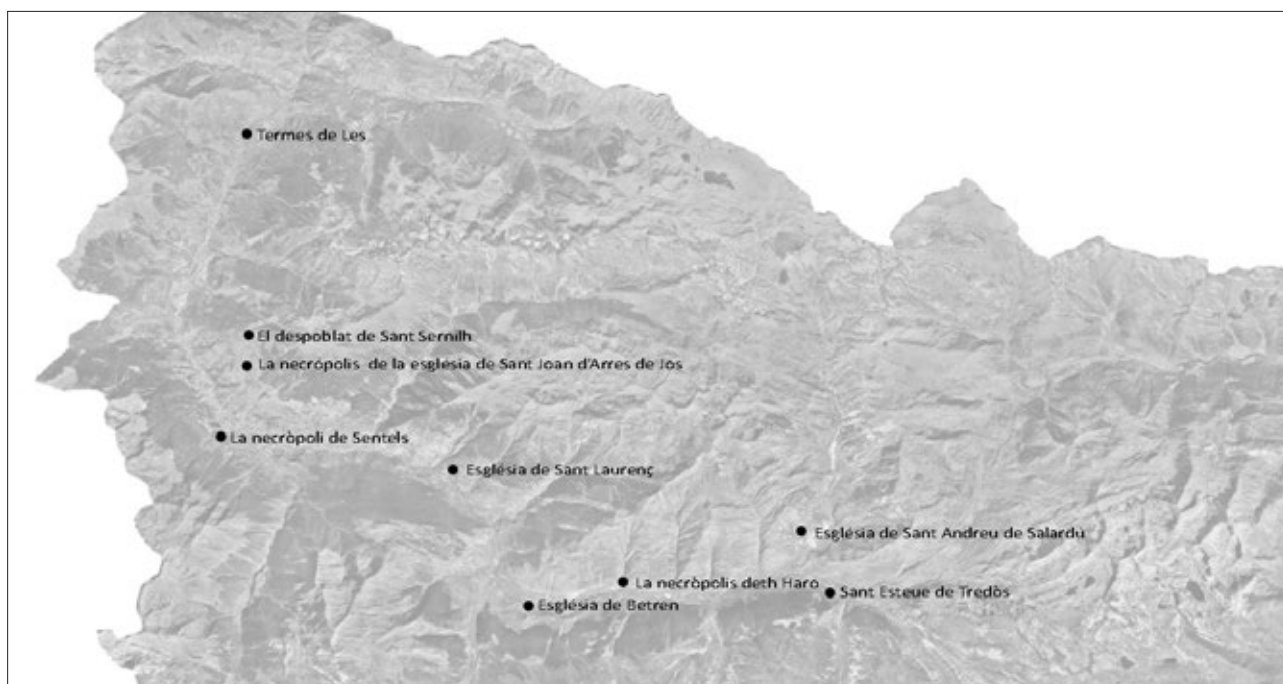 Termes de Les
El despoblat de Sant Sernilh
La necròpolis de la església de Sant Joan d'Arres de Jos
La necròpoli de Sentels
Església de Sant Laurenç
Església de Sant Andreu de Salardú
La necròpolis deth Haro
Sant Esteue de Tredòs
Església de Betren